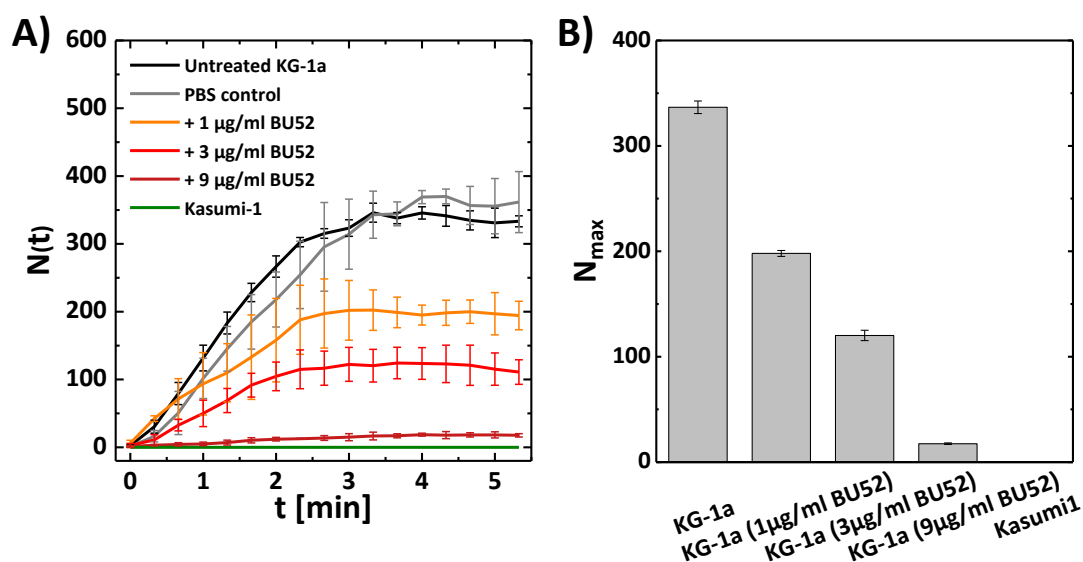 A)
600
500
400
300
200
100
0
N(t)
Untreated KG-1a
PBS control
+ 1 µg/ml BU52
+ 3 µg/ml BU52
+ 9 µg/ml BU52
Kasumi-1
0 1 2 3 4 5
t [min]
B)
400
300
200
100
0
Nmax
KG-1a
KG-1a (1µg/ml BU52)
KG-1a (3µg/ml BU52)
KG-1a (9µg/ml BU52)
Kasumi1